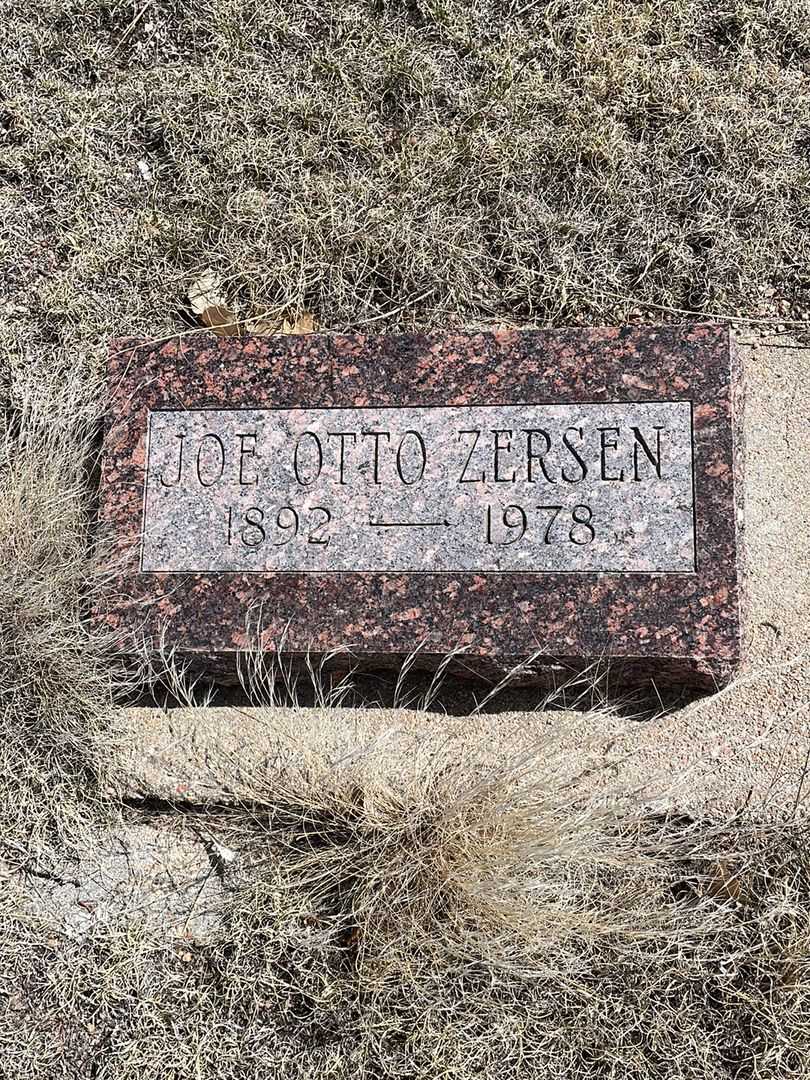 JOE OTTO ZERSEN
1892 — 1978